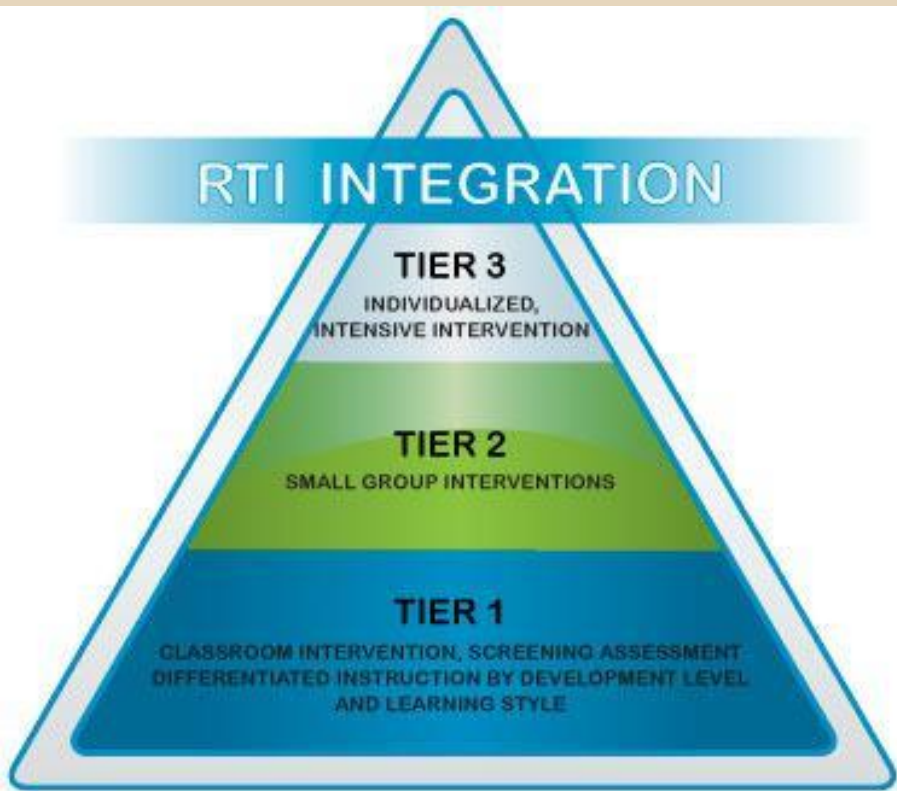 RTI INTEGRATION
TIER 3
INDIVIDUALIZED,
INTENSIVE INTERVENTION
TIER 2
SMALL GROUP INTERVENTIONS
TIER 1
CLASSROOM INTERVENTION, SCREENING ASSESSMENT
DIFFERENTIATED INSTRUCTION BY DEVELOPMENT LEVEL
AND LEARNING STYLE